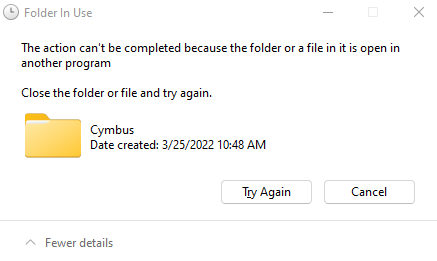 Folder In Use
The action can't be completed because the folder or a file in it is open in
another program
Close the folder or file and try again.
Cymbus
Date created: 3/25/2022 10:48 AM
Try Again
Cancel
Fewer details